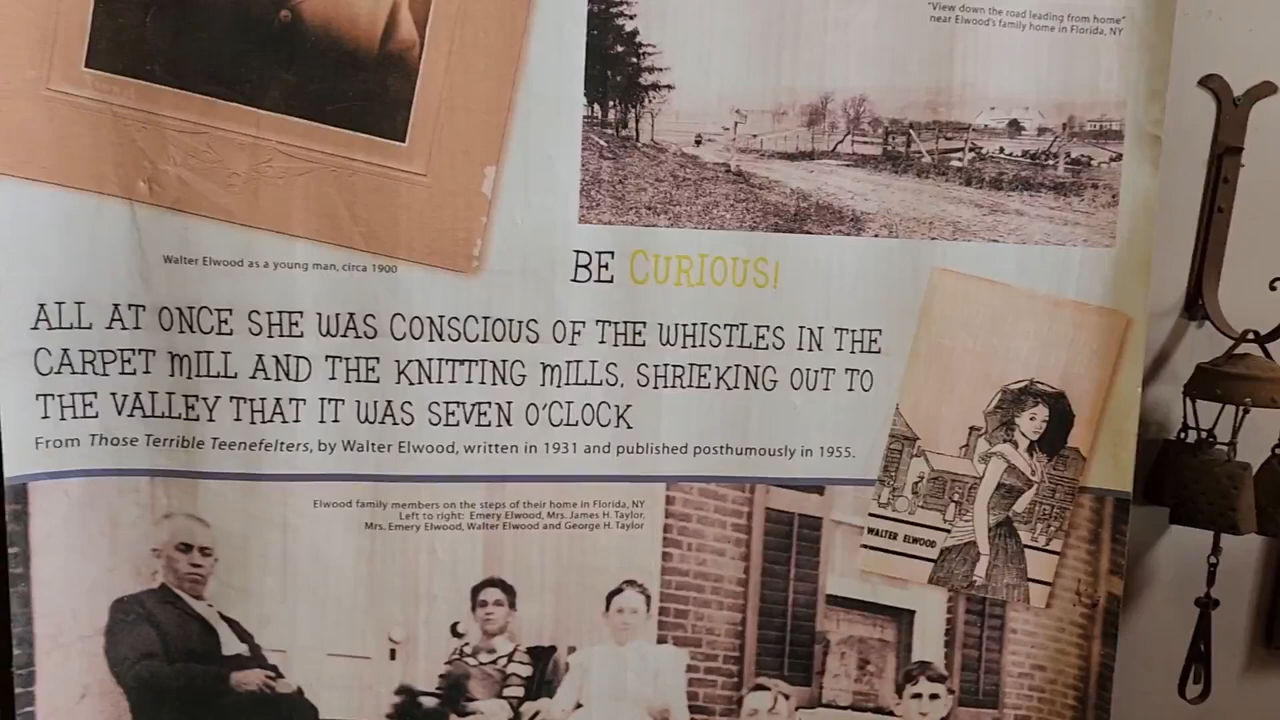 "View down the road leading from home"
near Elwood's family home in Florida, NY
Walter Elwood as a young man, circa 1900
BE CURIOUS!
ALL AT ONCE SHE WAS CONSCIOUS OF THE WHISTLES IN THE
CARPET MILL AND THE KNITTING MILLS, SHRIEKING OUT TO
THE VALLEY THAT IT WAS SEVEN O'CLOCK
From Those Terrible Teenefelters, by Walter Elwood, written in 1931 and published posthumously in 1955.
Elwood family members on the steps of their home in Florida, NY
Left to right: Emery Elwood, Mrs. James H. Taylor,
Mrs. Emery Elwood, Walter Elwood and George H. Taylor
WALTER ELWOOD